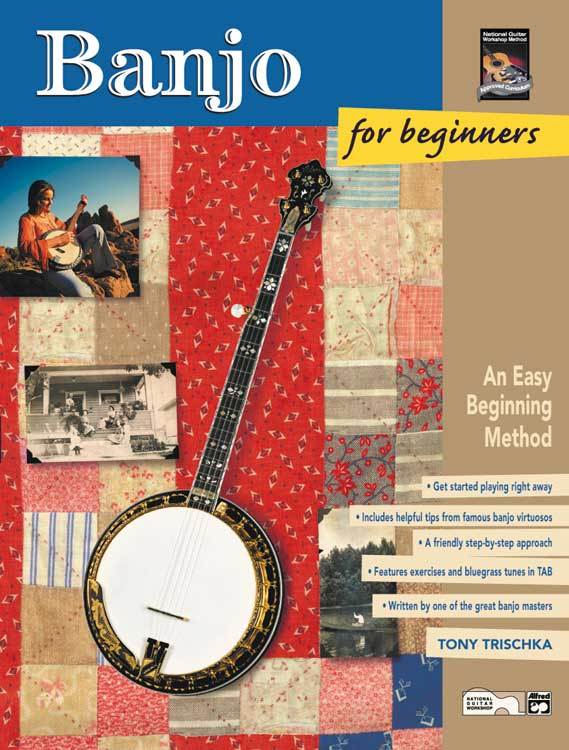 Banjo
National Guitar
Workshop Method
Approved Curriculum
for beginners
An Easy
Beginning
Method
• Get started playing right away
• Includes helpful tips from famous banjo virtuosos
• A friendly step-by-step approach
• Features exercises and bluegrass tunes in TAB
• Written by one of the great banjo masters
TONY TRISCHKA
NATIONAL
GUITAR
WORKSHOP
Alfred